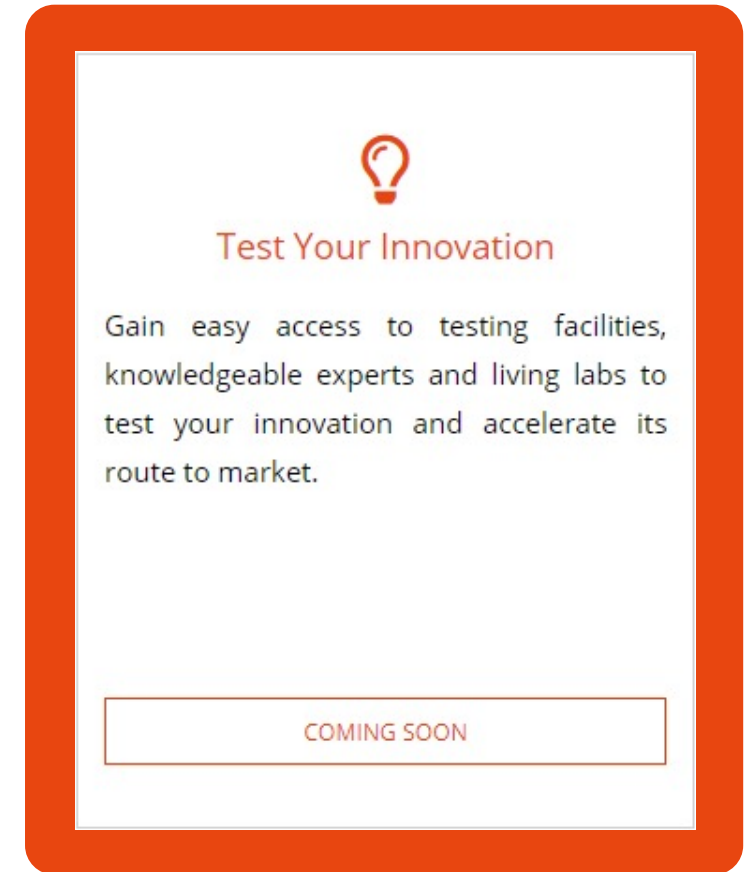 Test Your Innovation
Gain easy access to testing facilities,
knowledgeable experts and living labs to
test your innovation and accelerate its
route to market.
COMING SOON